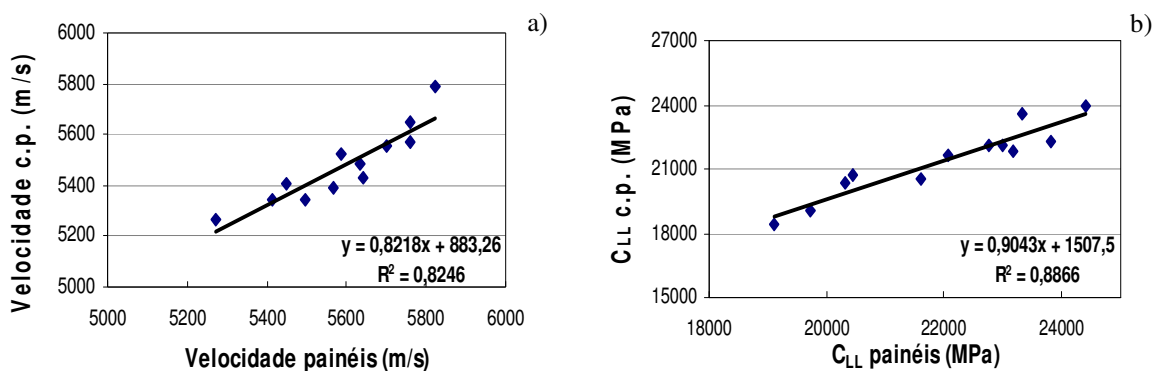 a)
Velocidade c.p. (m/s)
6000
5800
5600
5400
5200
5000
y = 0,8218x + 883,26
R² = 0,8246
5000 5200 5400 5600 5800 6000
Velocidade painéis (m/s)
b)
CLL c.p. (MPa)
27000
24000
21000
18000
15000
y = 0,9043x + 1507,5
R² = 0,8866
18000 20000 22000 24000
CLL painéis (MPa)